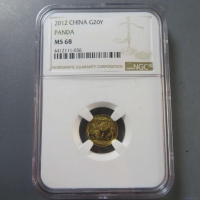 2012 CHINA G20Y
PANDA
MS 68
NUMISMATIC GUARANTY CORPORATION
NGC